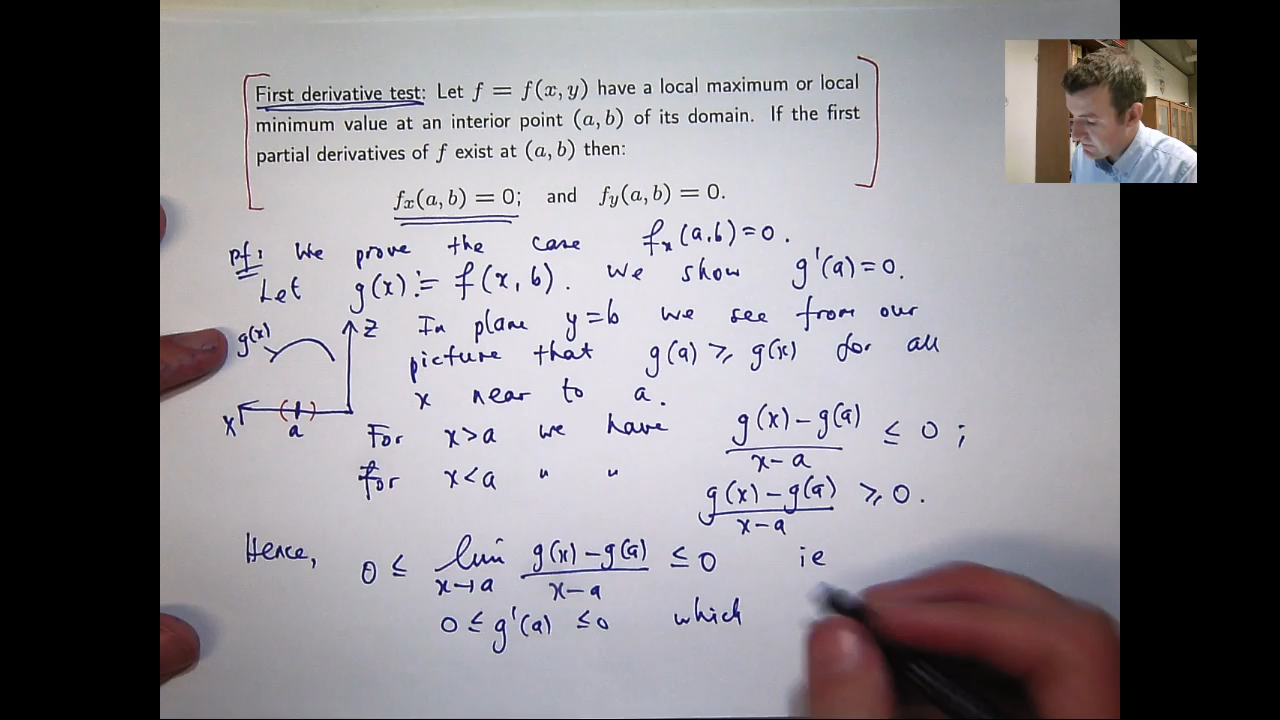 First derivative test: Let f = f(x, y) have a local maximum or local
minimum value at an interior point (a, b) of its domain. If the first
partial derivatives of f exist at (a, b) then:
fx(a, b) = 0; and fy(a, b) = 0.
pf: We prove the case fx(a,b)=0.
Let g(x) := f(x, b). We show g'(a)=0.
g(x)
z
x
a
In plane y=b we see from our
picture that g(a) ⩾ g(x) for all
x near to a.
For x>a we have (g(x) – g(a))/(x–a) ≤ 0 ;
for x<a " " (g(x) – g(a))/(x–a) ⩾ 0.
Hence, 0 ≤ lim x→a (g(x) – g(a))/(x–a) ≤ 0 ie
0 ≤ g'(a) ≤ 0 which